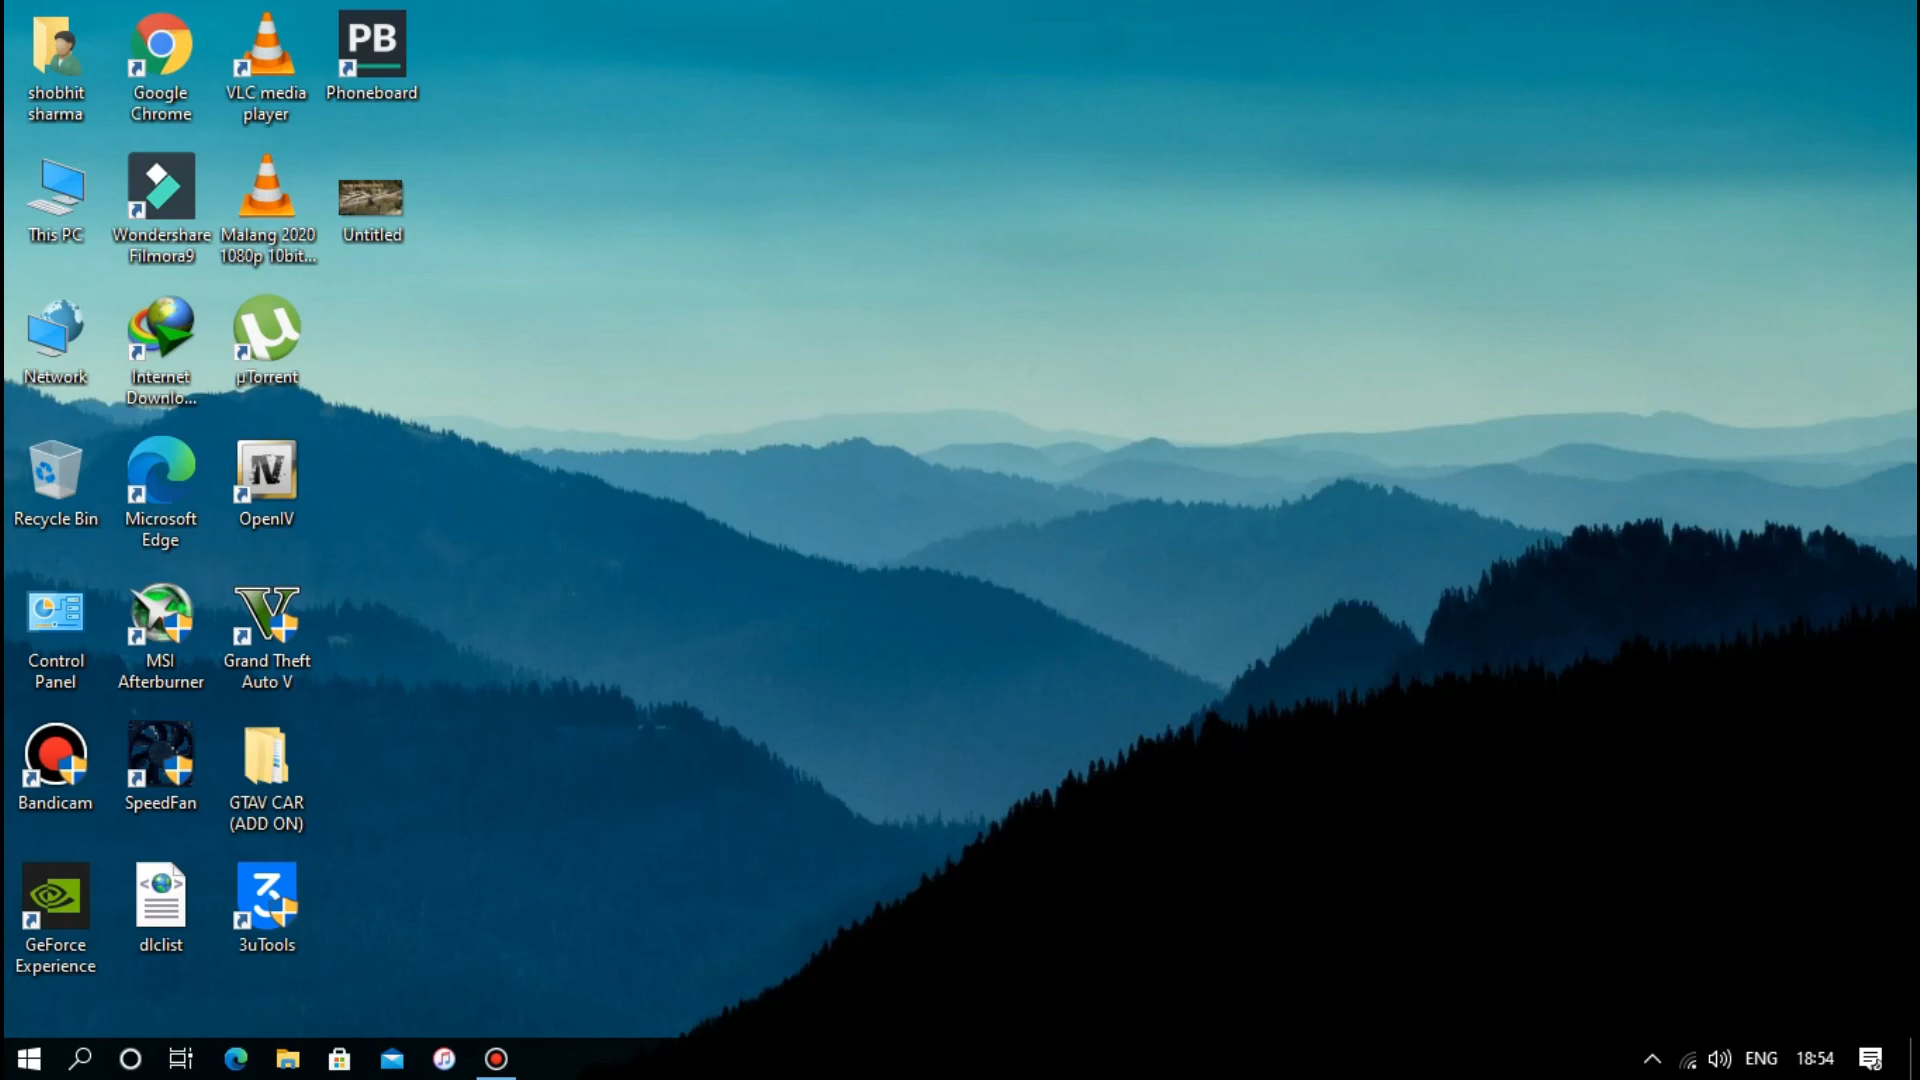 PB
shobhit
sharma
Google
Chrome
VLC media
player
Phoneboard
This PC
Wondershare
Filmora9
Malang 2020
1080p 10bit...
Untitled
Network
Internet
Downlo...
µTorrent
Recycle Bin
Microsoft
Edge
OpenIV
Control
Panel
MSI
Afterburner
Grand Theft
Auto V
Bandicam
SpeedFan
GTAV CAR
(ADD ON)
GeForce
Experience
dlclist
3uTools
ENG
18:54